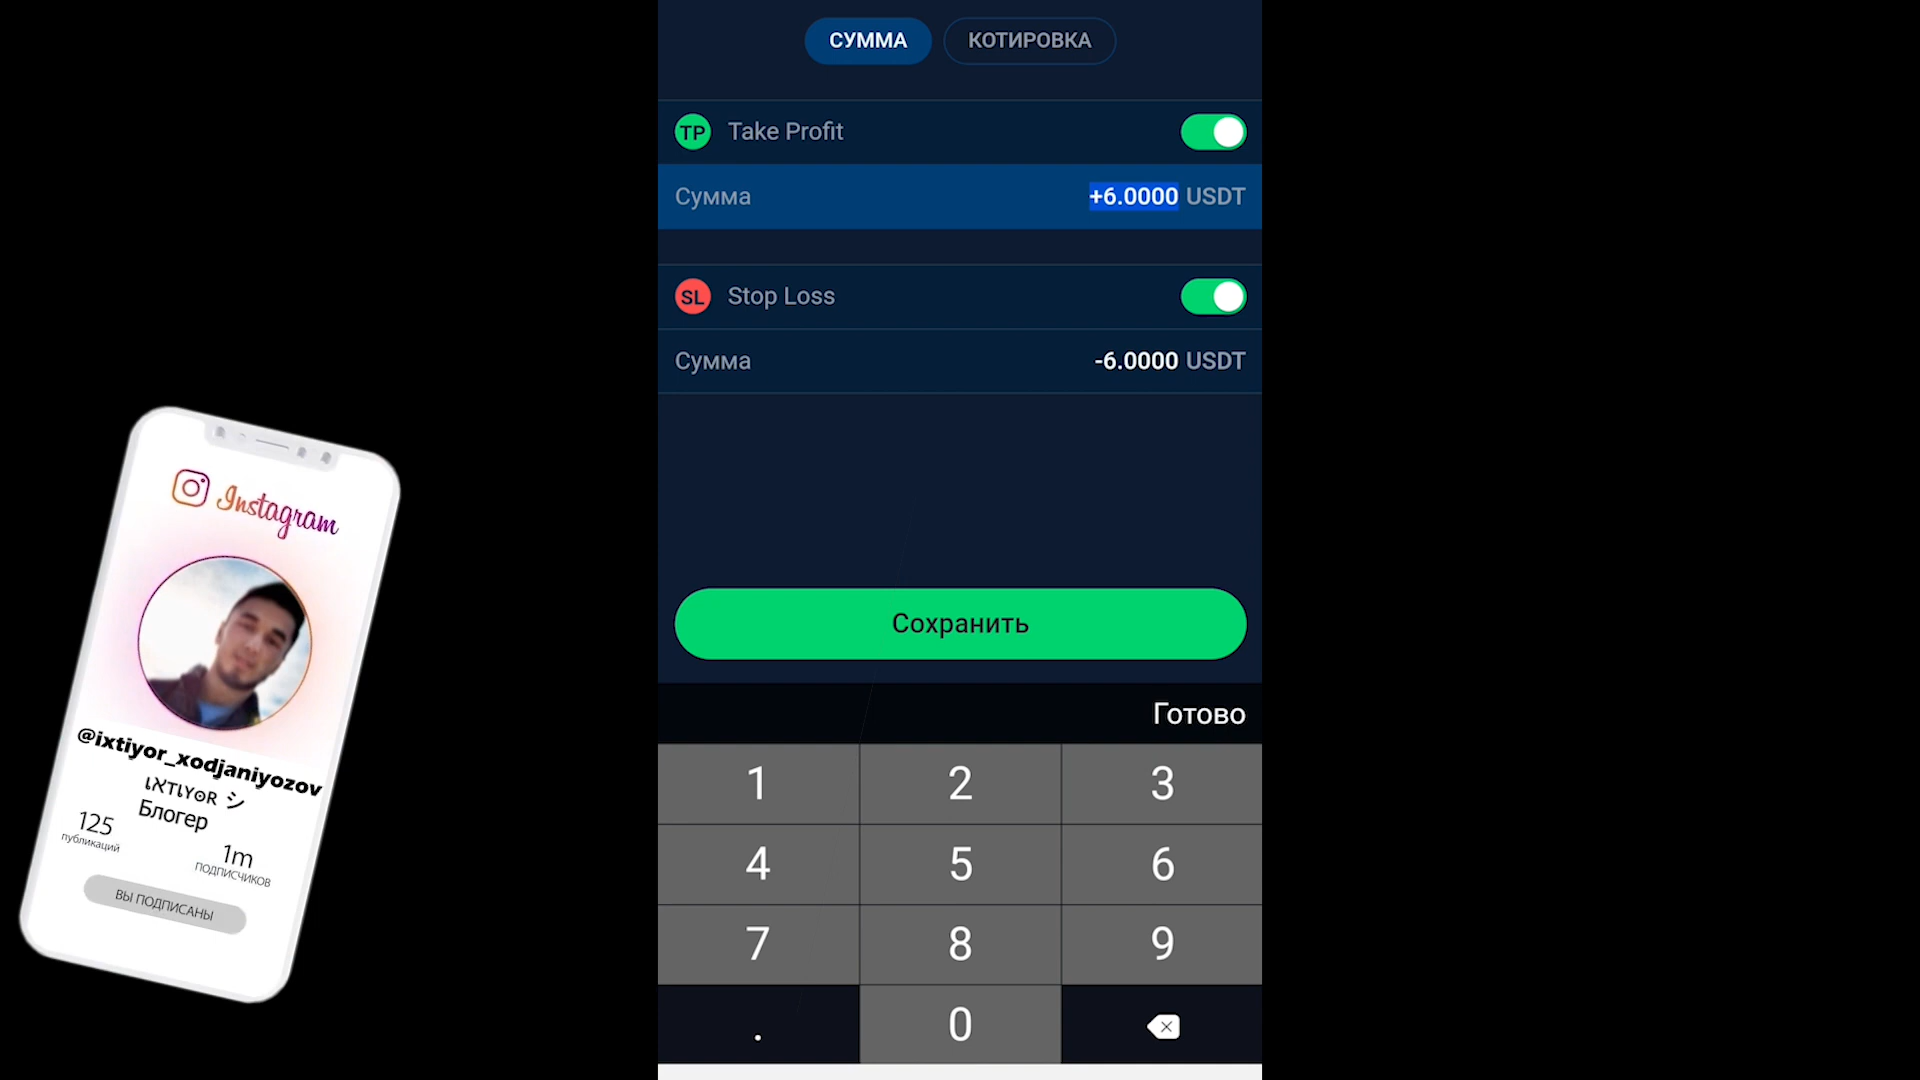 СУММА КОТИРОВКА
TP Take Profit
Сумма +6.0000 USDT
SL Stop Loss
Сумма -6.0000 USDT
Сохранить
Готово
1 2 3
4 5 6
7 8 9
. 0
Instagram
@ixtiyor_xodjaniyozov
Блогер
125
публикаций
1m
ПОДПИСЧИКОВ
ВЫ ПОДПИСАНЫ